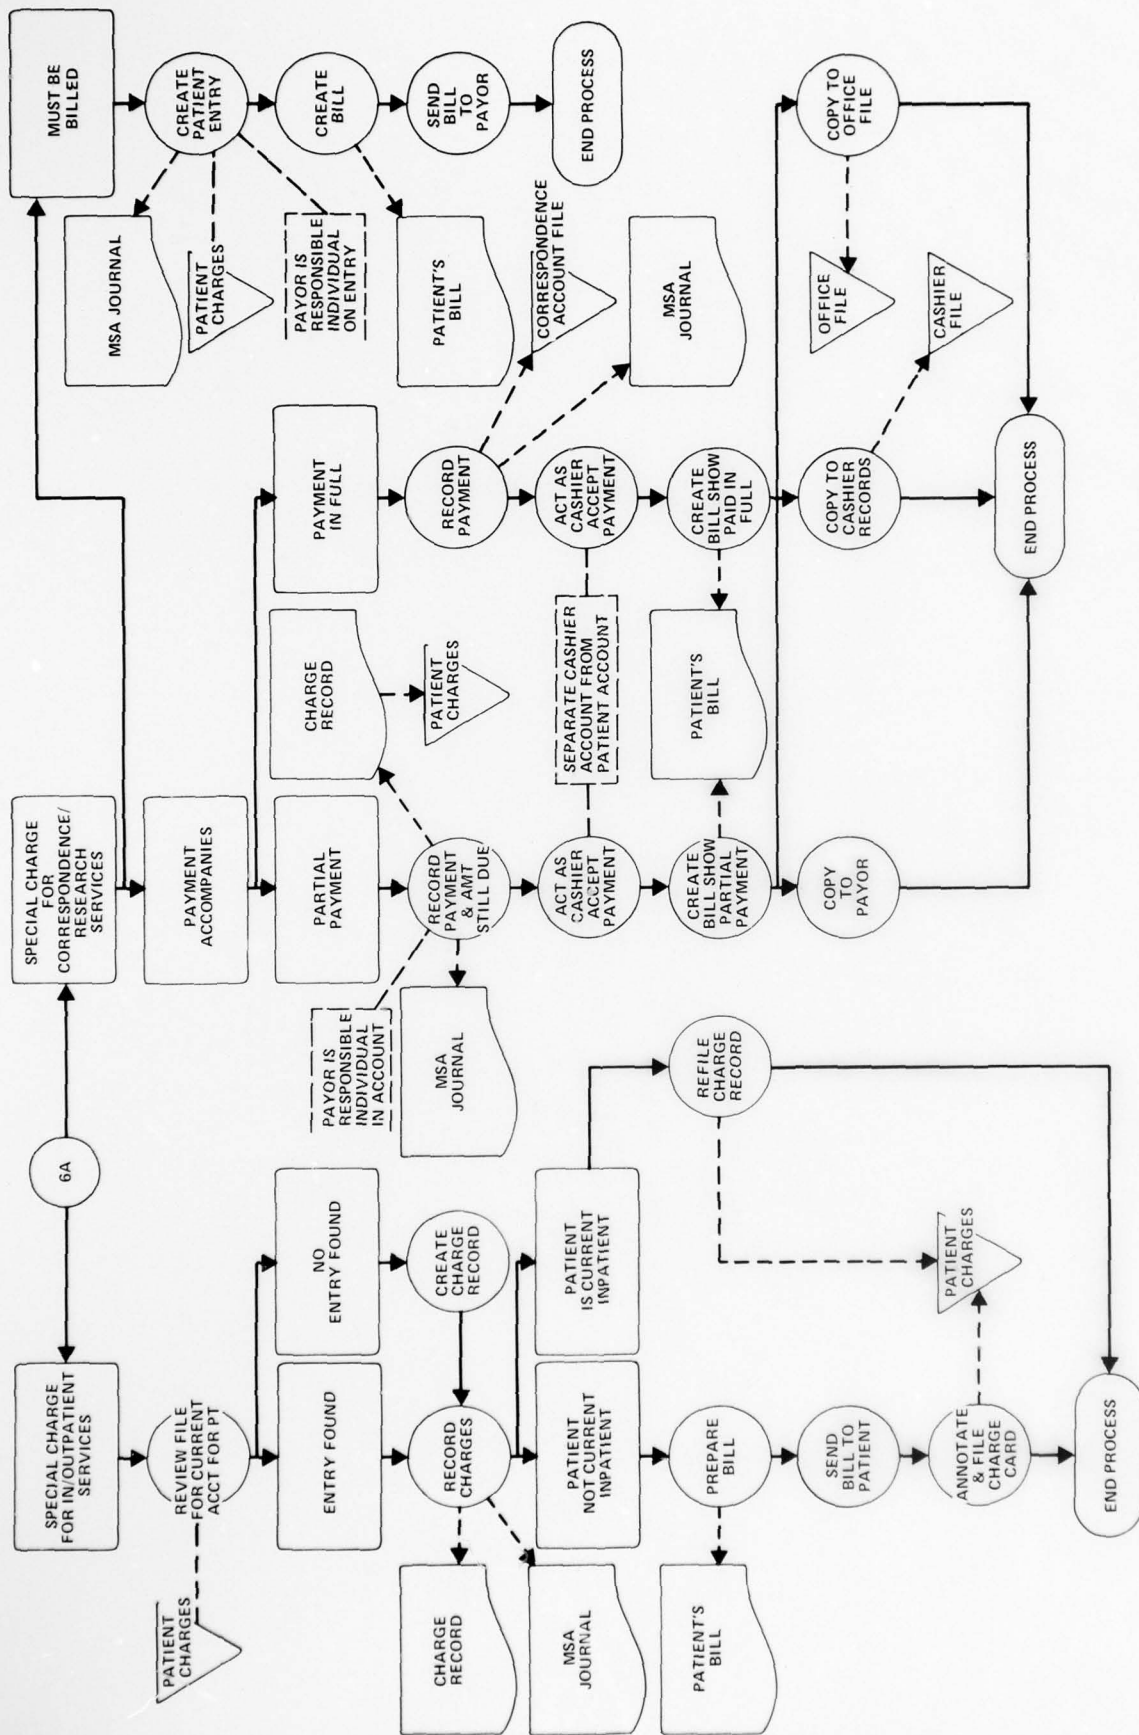 6A
SPECIAL CHARGE
FOR IN/OUTPATIENT
SERVICES
PATIENT
CHARGES
REVIEW FILE
FOR CURRENT
ACCT FOR PT
ENTRY FOUND
NO
ENTRY FOUND
CREATE
CHARGE
RECORD
RECORD
CHARGES
CHARGE
RECORD
MSA
JOURNAL
PATIENT
NOT CURRENT
INPATIENT
PATIENT
IS CURRENT
INPATIENT
PREPARE
BILL
PATIENT'S
BILL
REFILE
CHARGE
RECORD
SEND
BILL TO
PATIENT
ANNOTATE
& FILE
CHARGE
CARD
PATIENT
CHARGES
END PROCESS
SPECIAL CHARGE
FOR
CORRESPONDENCE/
RESEARCH
SERVICES
PAYMENT
ACCOMPANIES
PARTIAL
PAYMENT
PAYOR IS
RESPONSIBLE
INDIVIDUAL
IN ACCOUNT
RECORD
PAYMENT
& AMT
STILL DUE
MSA
JOURNAL
CHARGE
RECORD
PATIENT
CHARGES
ACT AS
CASHIER
ACCEPT
PAYMENT
SEPARATE CASHIER
ACCOUNT FROM
PATIENT ACCOUNT
CREATE
BILL SHOW
PARTIAL
PAYMENT
PATIENT'S
BILL
COPY
TO
PAYOR
PAYMENT
IN FULL
RECORD
PAYMENT
CORRESPONDENCE
ACCOUNT FILE
MSA
JOURNAL
ACT AS
CASHIER
ACCEPT
PAYMENT
CREATE
BILL SHOW
PAID IN
FULL
COPY TO
CASHIER
RECORDS
CASHIER
FILE
COPY TO
OFFICE
FILE
OFFICE
FILE
END PROCESS
MUST BE
BILLED
CREATE
PATIENT
ENTRY
MSA JOURNAL
PATIENT
CHARGES
PAYOR IS
RESPONSIBLE
INDIVIDUAL
ON ENTRY
CREATE
BILL
PATIENT'S
BILL
SEND
BILL
TO
PAYOR
END PROCESS